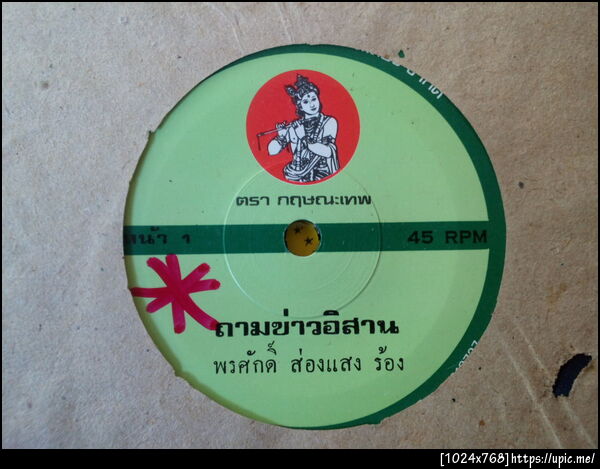 ตรา กฤษณะเทพ
หน้า 1
45 RPM
ถามข่าวอิสาน
พรศักดิ์ ส่องแสง ร้อง
[1024x768]https://upic.me/